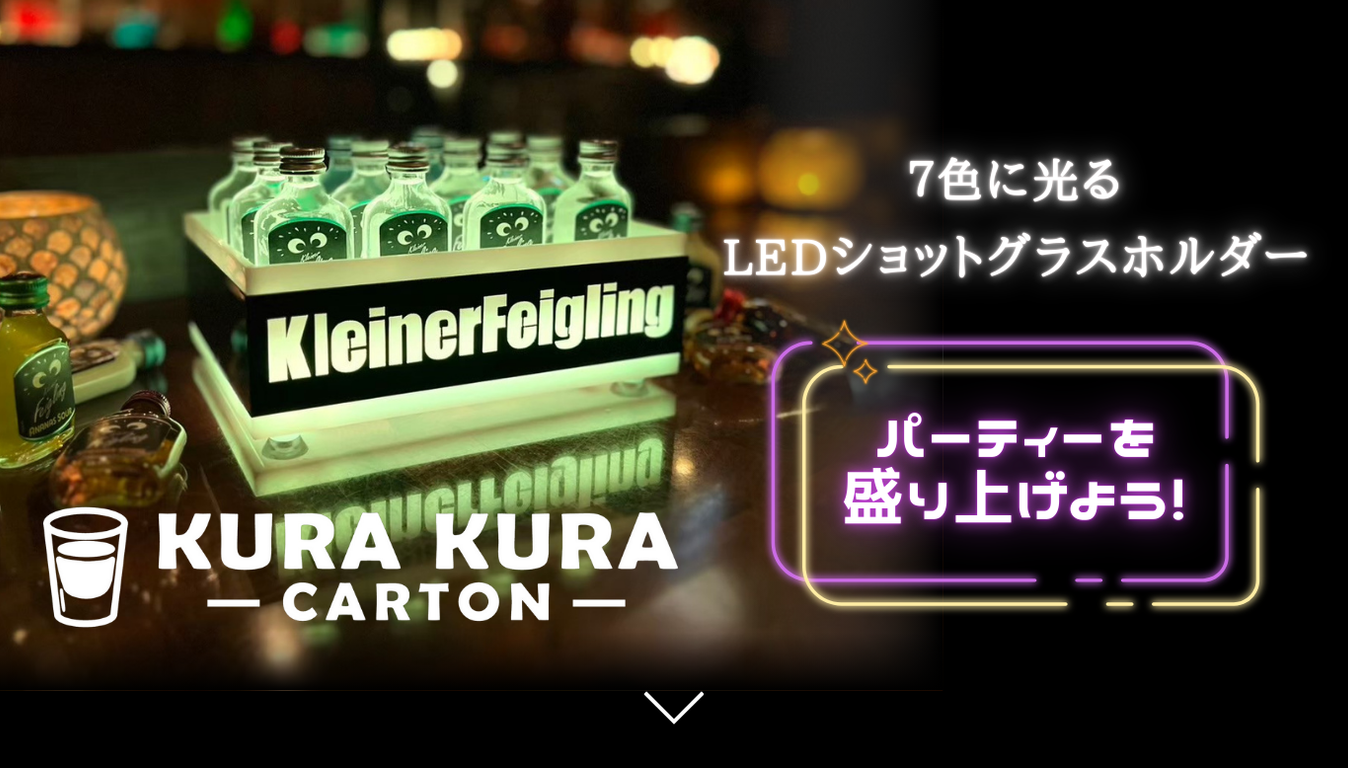 7色に光る
LEDショットグラスホルダー
KleinerFeigling
パーティーを
盛り上げよう!
KURA KURA
CARTON